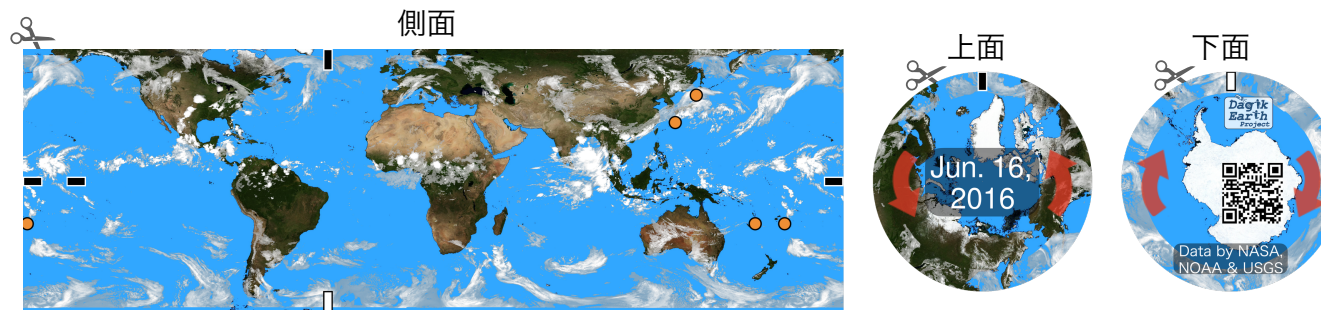 側面
上面
下面
Jun. 16,
2016
Dagik
Earth
Project
Data by NASA,
NOAA & USGS